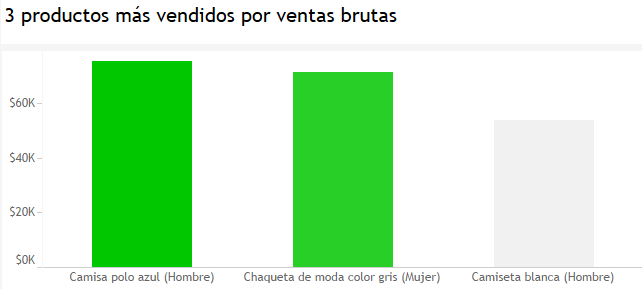 3 productos más vendidos por ventas brutas
$60K
$40K
$20K
$0K
Camisa polo azul (Hombre) Chaqueta de moda color gris (Mujer) Camiseta blanca (Hombre)